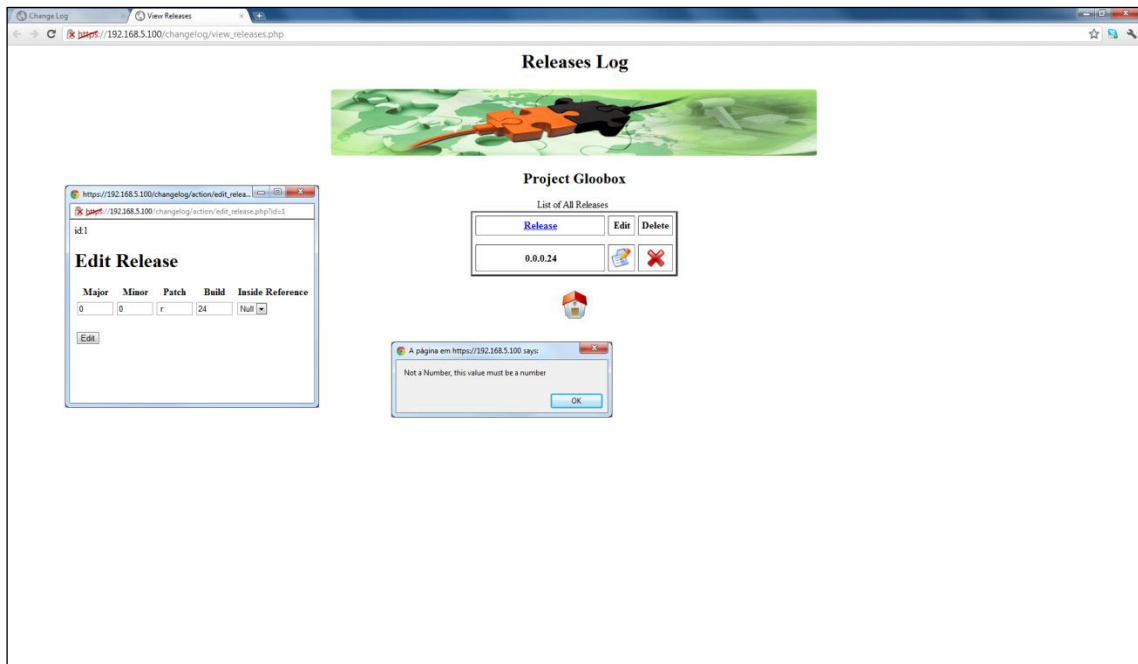 Change Log
View Releases
https://192.168.5.100/changelog/view_releases.php
Releases Log
Project Gloobox
List of All Releases
Release Edit Delete
0.0.0.24
https://192.168.5.100/changelog/action/edit_relea...
https://192.168.5.100/changelog/action/edit_release.php?id=1
id:1
Edit Release
Major Minor Patch Build Inside Reference
0 0 r 24 Null
Edit
A página em https://192.168.5.100 says:
Not a Number, this value must be a number
OK